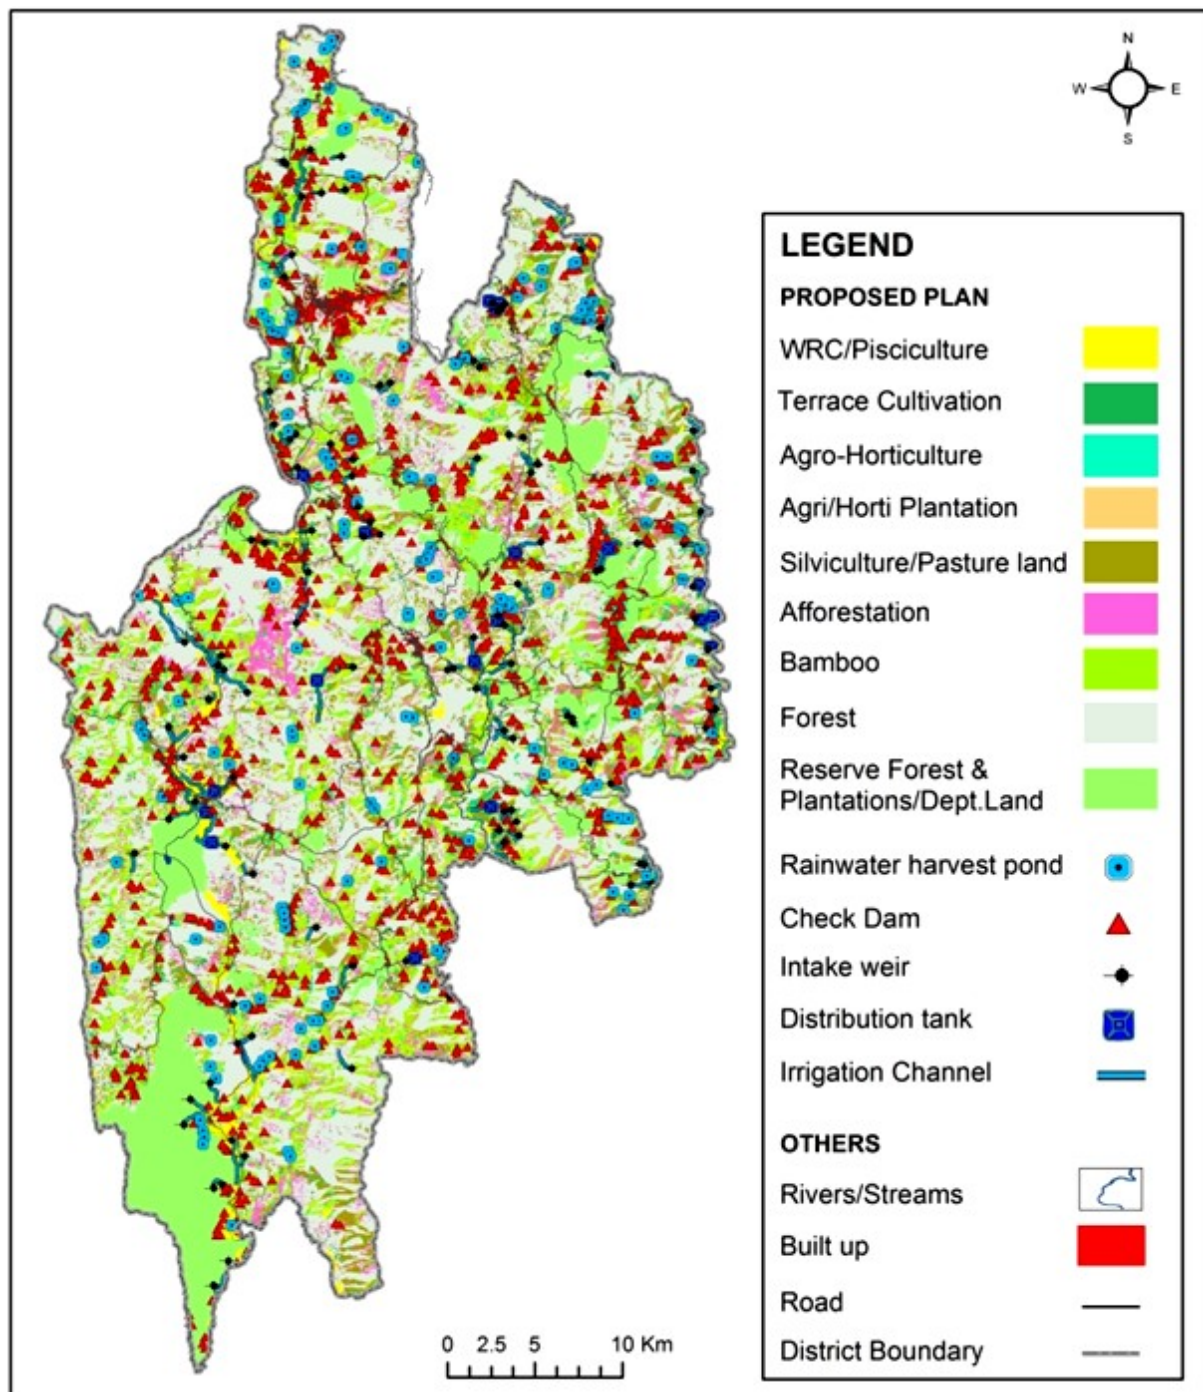 N
W E
S
LEGEND
PROPOSED PLAN
WRC/Pisciculture
Terrace Cultivation
Agro-Horticulture
Agri/Horti Plantation
Silviculture/Pasture land
Afforestation
Bamboo
Forest
Reserve Forest &
Plantations/Dept.Land
Rainwater harvest pond
Check Dam
Intake weir
Distribution tank
Irrigation Channel
OTHERS
Rivers/Streams
Built up
Road
District Boundary
0 2.5 5 10 Km